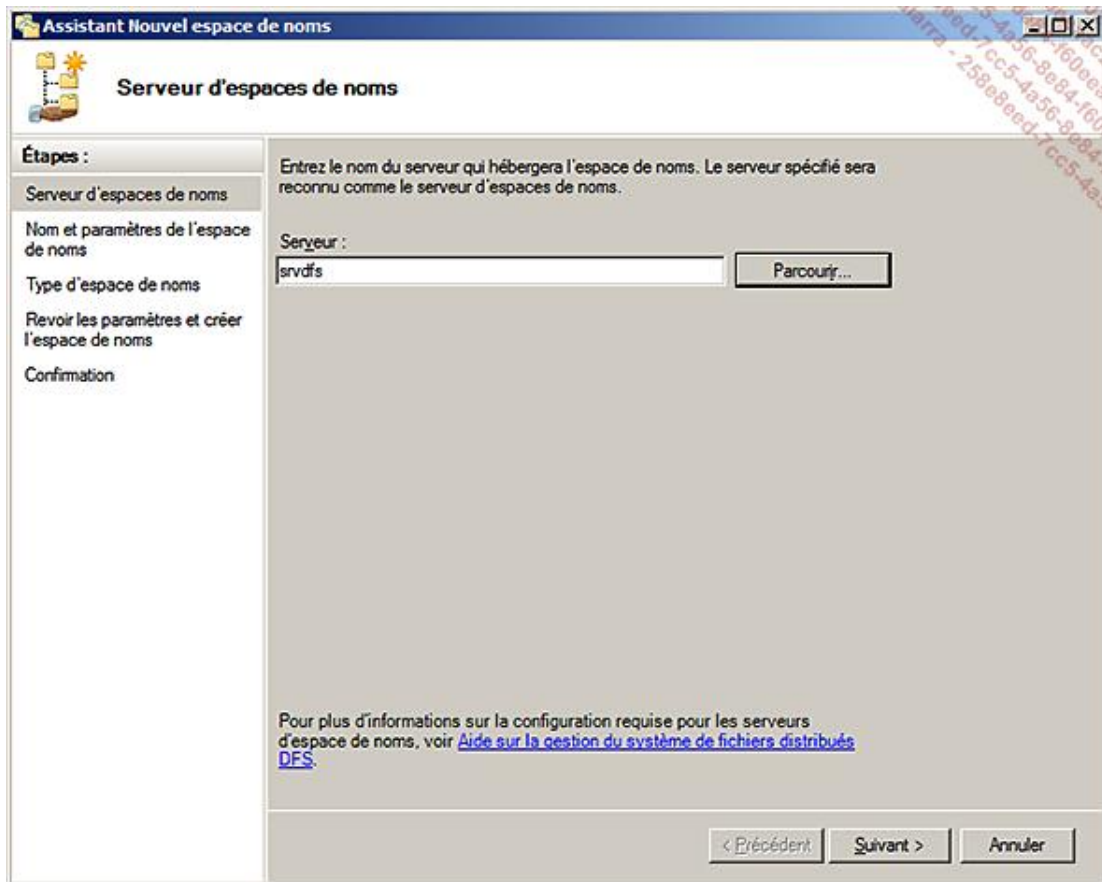 Assistant Nouvel espace de noms
Serveur d'espaces de noms
Étapes :
Serveur d'espaces de noms
Nom et paramètres de l'espace
de noms
Type d'espace de noms
Revoir les paramètres et créer
l'espace de noms
Confirmation
Entrez le nom du serveur qui hébergera l'espace de noms. Le serveur spécifié sera
reconnu comme le serveur d'espaces de noms.
Serveur :
srvdfs
Parcourir...
Pour plus d'informations sur la configuration requise pour les serveurs
d'espace de noms, voir Aide sur la gestion du système de fichiers distribués
DFS.
< Précédent
Suivant >
Annuler